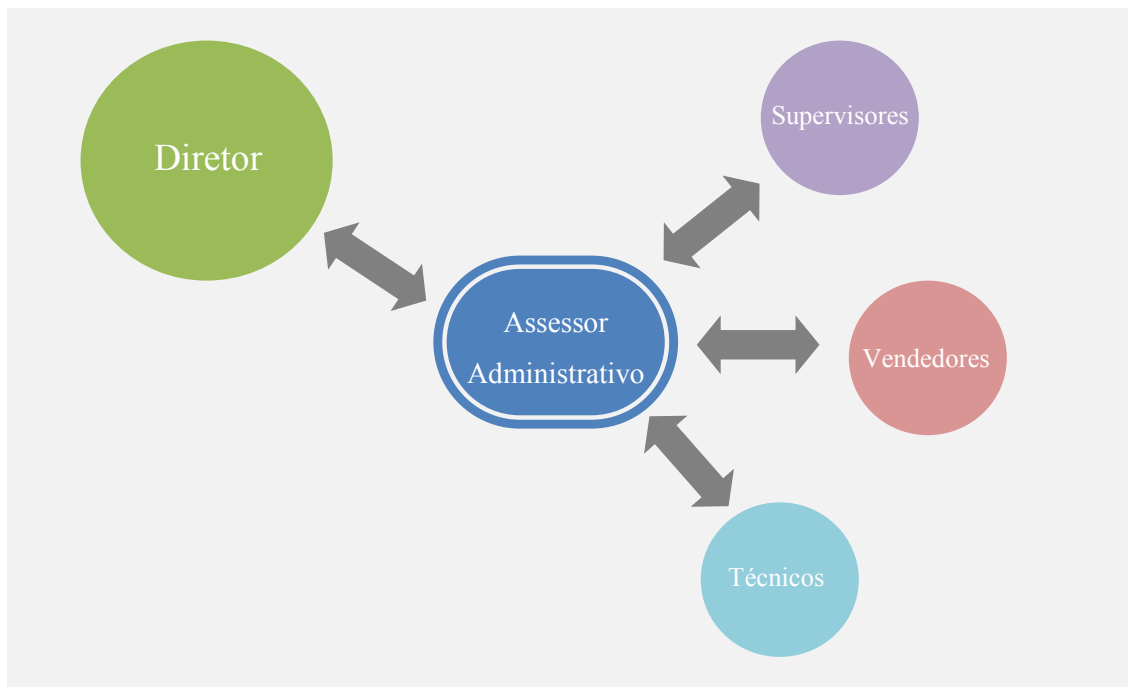 Diretor
Supervisores
Assessor
Administrativo
Vendedores
Técnicos